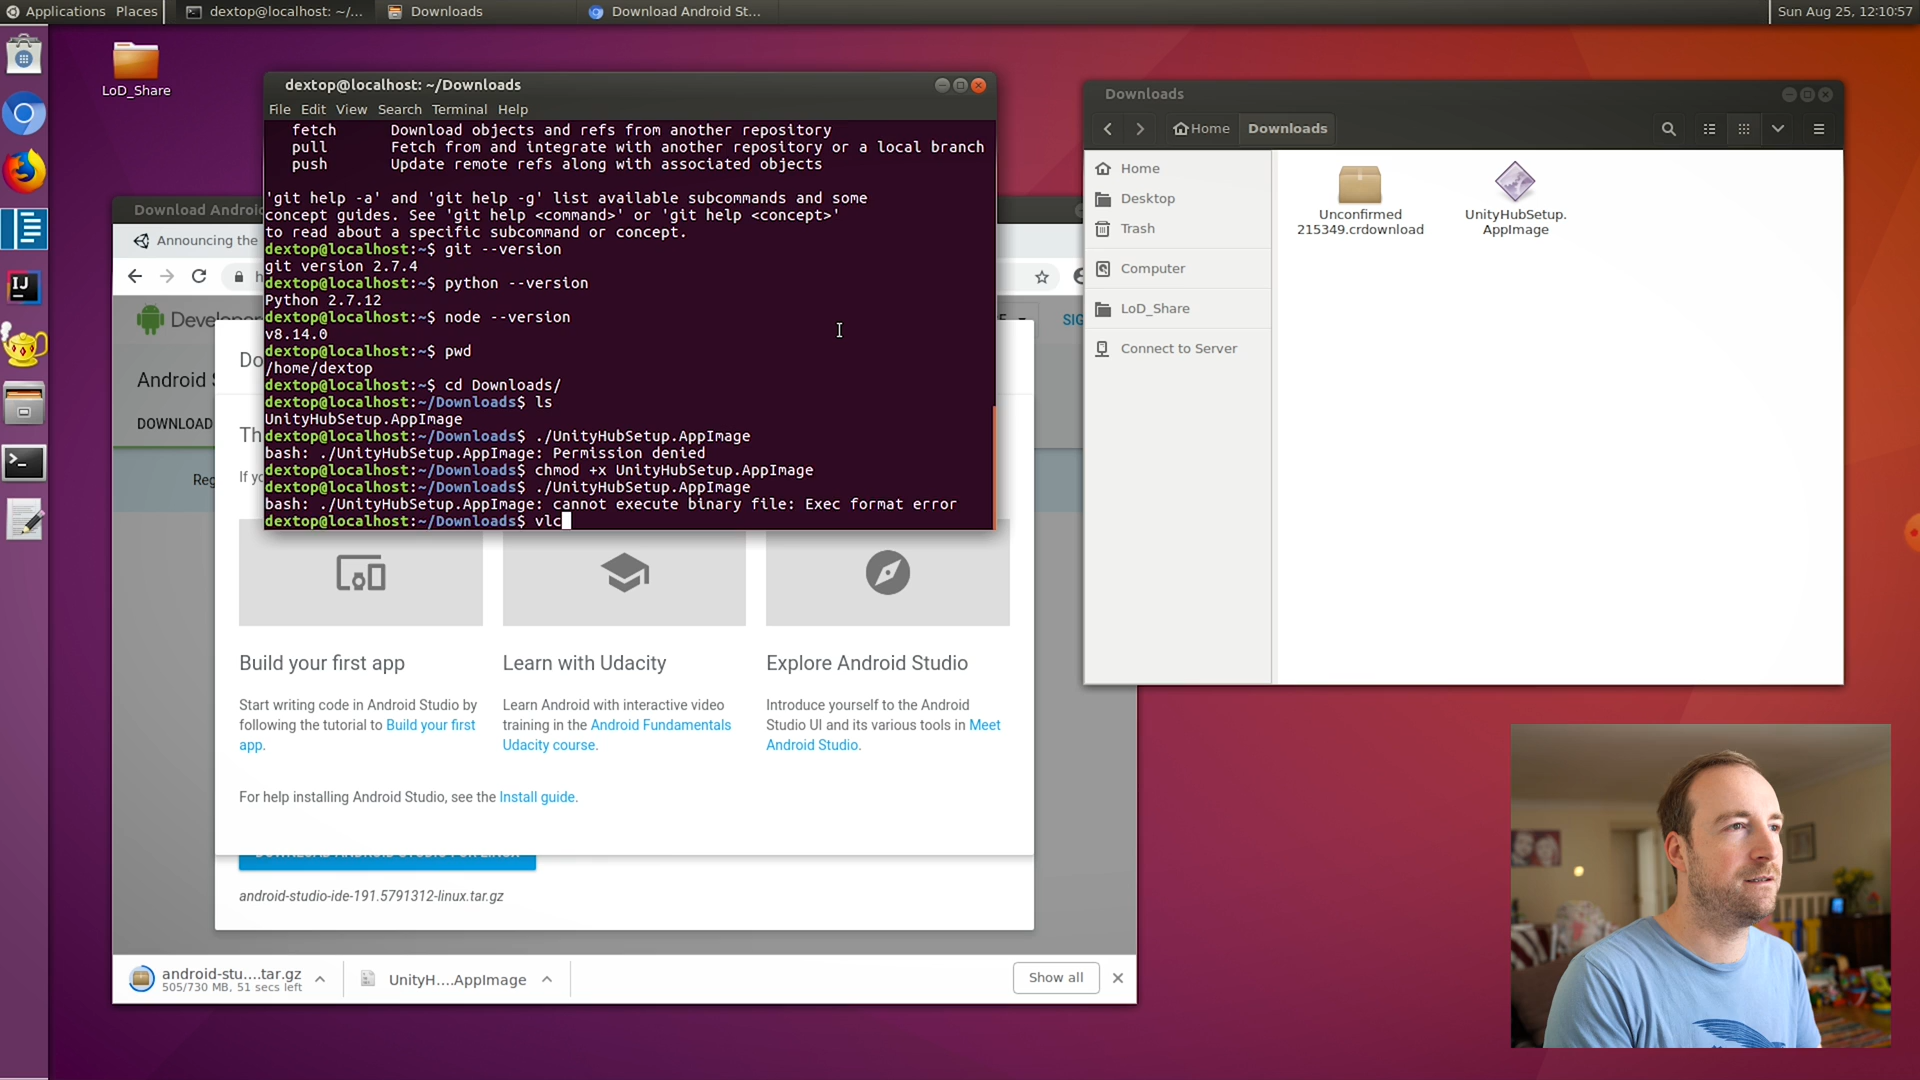 Applications Places
dextop@localhost: ~/...
Downloads
Download Android St...
Sun Aug 25, 12:10:57
LoD_Share
dextop@localhost: ~/Downloads
File Edit View Search Terminal Help
fetch Download objects and refs from another repository
pull Fetch from and integrate with another repository or a local branch
push Update remote refs along with associated objects
'git help -a' and 'git help -g' list available subcommands and some
concept guides. See 'git help <command>' or 'git help <concept>'
to read about a specific subcommand or concept.
dextop@localhost:~$ git --version
git version 2.7.4
dextop@localhost:~$ python --version
Python 2.7.12
dextop@localhost:~$ node --version
v8.14.0
dextop@localhost:~$ pwd
/home/dextop
dextop@localhost:~$ cd Downloads/
dextop@localhost:~/Downloads$ ls
UnityHubSetup.AppImage
dextop@localhost:~/Downloads$ ./UnityHubSetup.AppImage
bash: ./UnityHubSetup.AppImage: Permission denied
dextop@localhost:~/Downloads$ chmod +x UnityHubSetup.AppImage
dextop@localhost:~/Downloads$ ./UnityHubSetup.AppImage
bash: ./UnityHubSetup.AppImage: cannot execute binary file: Exec format error
dextop@localhost:~/Downloads$ vlc
Downloads
Home
Downloads
Home
Desktop
Trash
Computer
LoD_Share
Connect to Server
Unconfirmed
215349.crdownload
UnityHubSetup.
AppImage
Download Androi
Announcing the
h
Develope
SIG
Android S
DOWNLOAD
Do
Th
Reg
If yo
Build your first app
Start writing code in Android Studio by
following the tutorial to Build your first
app.
Learn with Udacity
Learn Android with interactive video
training in the Android Fundamentals
Udacity course.
Explore Android Studio
Introduce yourself to the Android
Studio UI and its various tools in Meet
Android Studio.
For help installing Android Studio, see the Install guide.
DOWNLOAD ANDROID STUDIO FOR LINUX
android-studio-ide-191.5791312-linux.tar.gz
android-stu....tar.gz
505/730 MB, 51 secs left
UnityH....AppImage
Show all